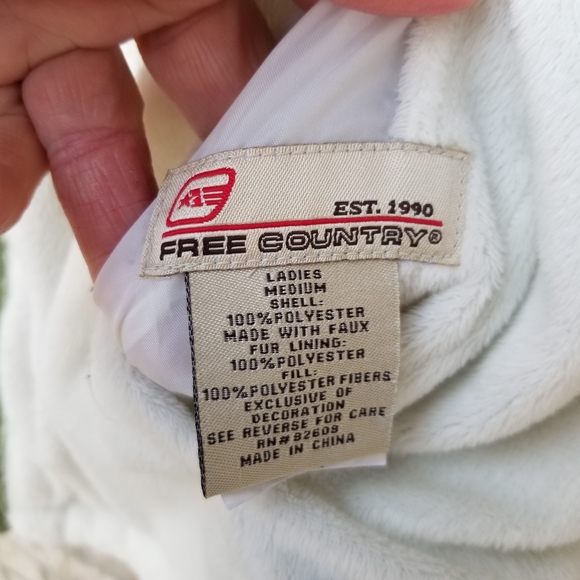 EST. 1990
FREE COUNTRY®
LADIES
MEDIUM
SHELL:
100%POLYESTER
MADE WITH FAUX
FUR LINING:
100%POLYESTER
FILL:
100%POLYESTER FIBERS
EXCLUSIVE OF
DECORATION
SEE REVERSE FOR CARE
RN#92609
MADE IN CHINA